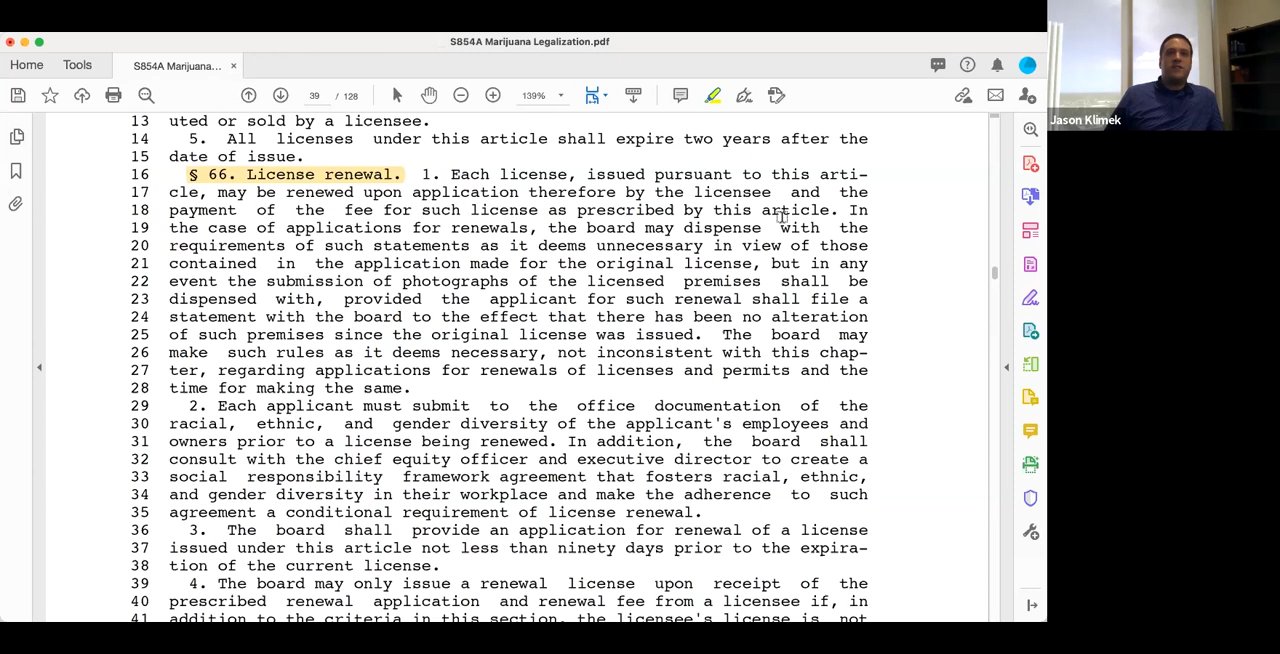 S854A Marijuana Legalization.pdf
Home Tools S854A Marijuana... ×
39 / 128 139%
13 uted or sold by a licensee.
14 5. All licenses under this article shall expire two years after the
15 date of issue.
16 § 66. License renewal. 1. Each license, issued pursuant to this arti-
17 cle, may be renewed upon application therefore by the licensee and the
18 payment of the fee for such license as prescribed by this article. In
19 the case of applications for renewals, the board may dispense with the
20 requirements of such statements as it deems unnecessary in view of those
21 contained in the application made for the original license, but in any
22 event the submission of photographs of the licensed premises shall be
23 dispensed with, provided the applicant for such renewal shall file a
24 statement with the board to the effect that there has been no alteration
25 of such premises since the original license was issued. The board may
26 make such rules as it deems necessary, not inconsistent with this chap-
27 ter, regarding applications for renewals of licenses and permits and the
28 time for making the same.
29 2. Each applicant must submit to the office documentation of the
30 racial, ethnic, and gender diversity of the applicant's employees and
31 owners prior to a license being renewed. In addition, the board shall
32 consult with the chief equity officer and executive director to create a
33 social responsibility framework agreement that fosters racial, ethnic,
34 and gender diversity in their workplace and make the adherence to such
35 agreement a conditional requirement of license renewal.
36 3. The board shall provide an application for renewal of a license
37 issued under this article not less than ninety days prior to the expira-
38 tion of the current license.
39 4. The board may only issue a renewal license upon receipt of the
40 prescribed renewal application and renewal fee from a licensee if, in
41 addition to the criteria in this section, the licensee's license is not
Jason Klimek